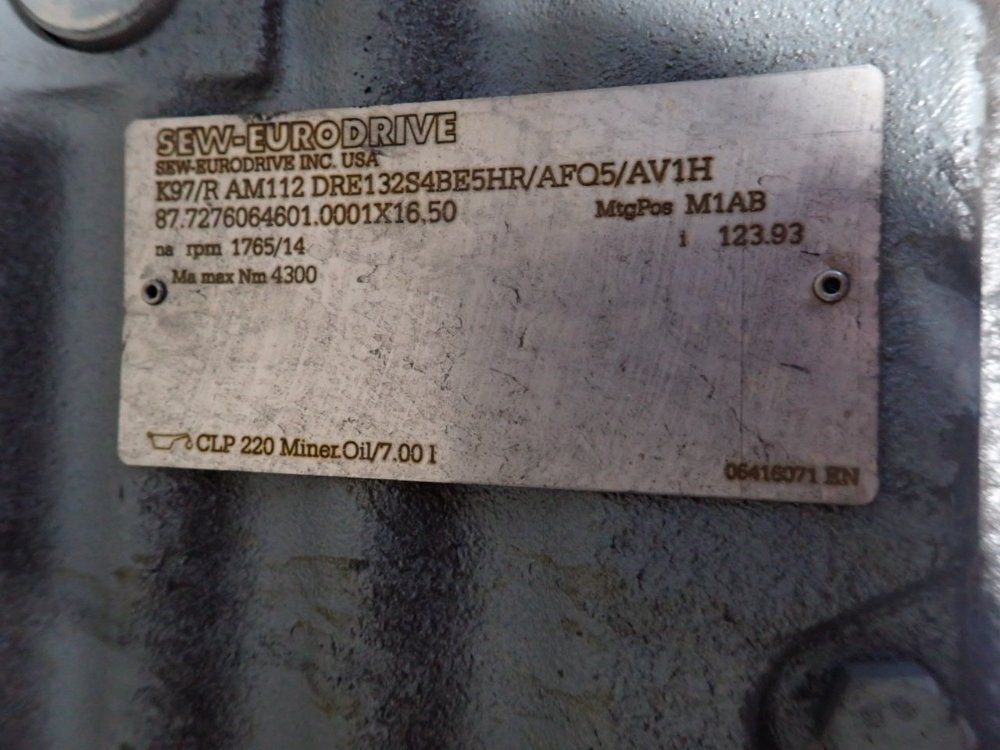 SEW-EURODRIVE
SEW-EURODRIVE INC. USA
K97/R AM112 DRE132S4BE5HR/AFQ5/AV1H
87.7276064601.0001X16.50 MtgPos M1AB
na rpm 1765/14 i 123.93
Ma max Nm 4300
CLP 220 Miner.Oil/7.00 l
06416071 EN